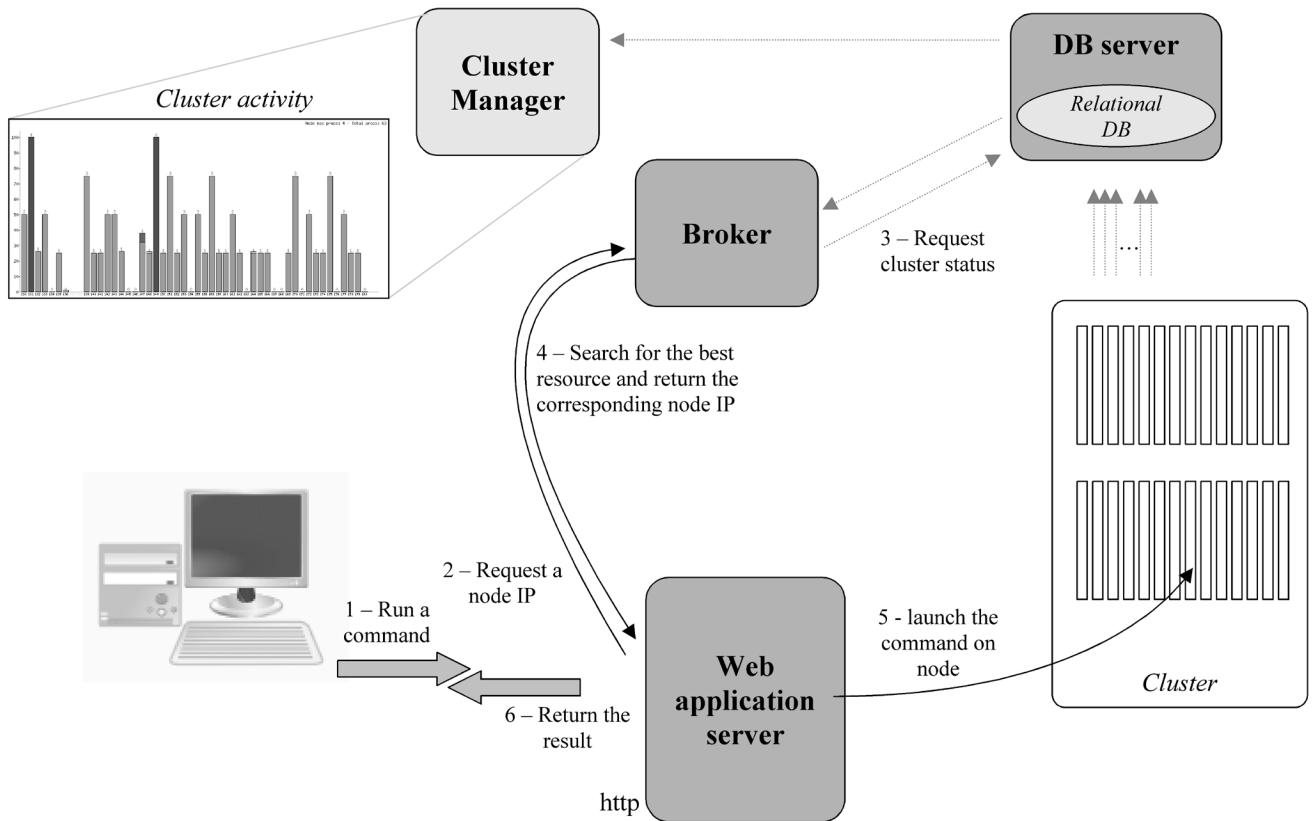 Cluster
Manager
DB server
Relational
DB
Cluster activity
Broker
3 – Request
cluster status
...
4 – Search for the best
resource and return the
corresponding node IP
2 – Request a
node IP
1 – Run a
command
5 - launch the
command on
node
Web
application
server
Cluster
6 – Return the
result
http